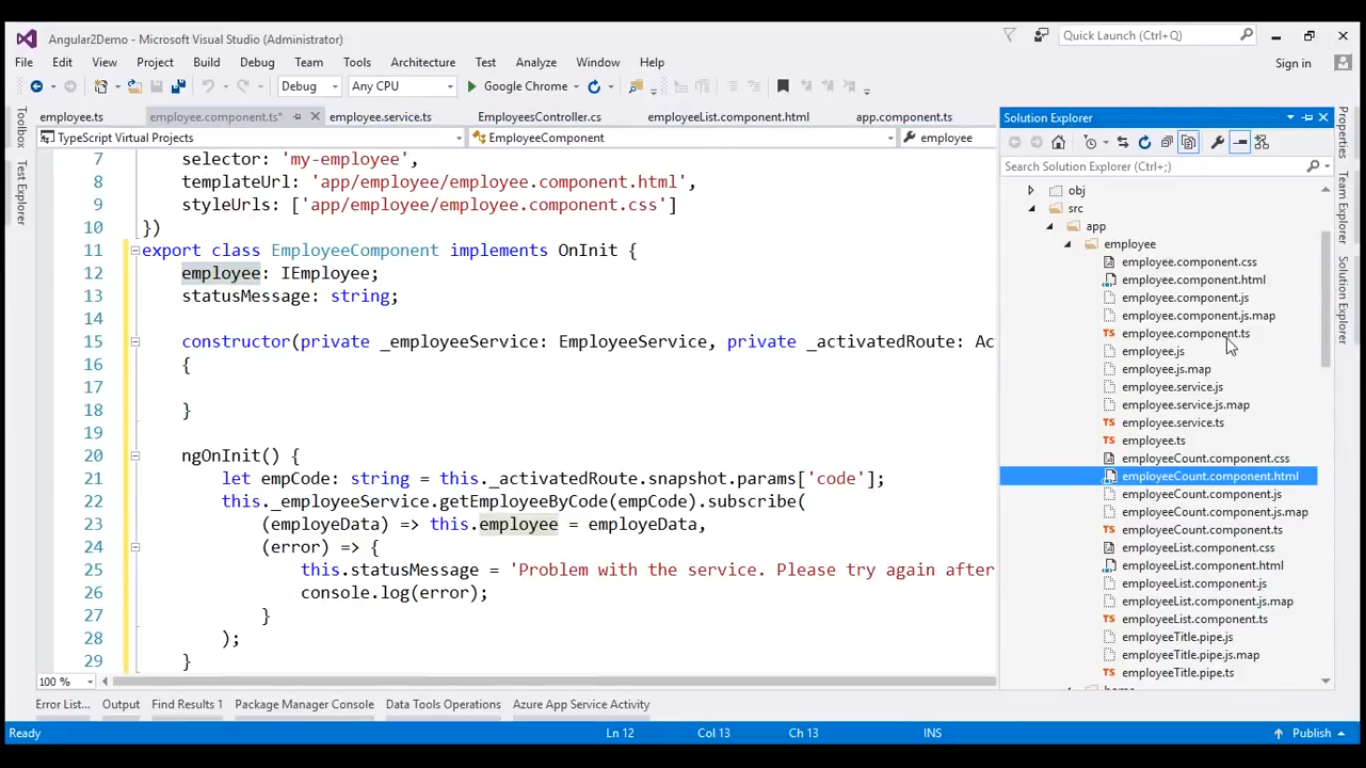 Angular2Demo - Microsoft Visual Studio (Administrator)
Quick Launch (Ctrl+Q)
File Edit View Project Build Debug Team Tools Architecture Test Analyze Window Help
Sign in
Debug Any CPU Google Chrome
Toolbox
Test Explorer
employee.ts employee.component.ts* employee.service.ts EmployeesController.cs employeeList.component.html app.component.ts
TypeScript Virtual Projects EmployeeComponent employee
7 selector: 'my-employee',
8 templateUrl: 'app/employee/employee.component.html',
9 styleUrls: ['app/employee/employee.component.css']
10 })
11 export class EmployeeComponent implements OnInit {
12 employee: IEmployee;
13 statusMessage: string;
14
15 constructor(private _employeeService: EmployeeService, private _activatedRoute: Ac
16 {
17
18 }
19
20 ngOnInit() {
21 let empCode: string = this._activatedRoute.snapshot.params['code'];
22 this._employeeService.getEmployeeByCode(empCode).subscribe(
23 (employeData) => this.employee = employeData,
24 (error) => {
25 this.statusMessage = 'Problem with the service. Please try again after
26 console.log(error);
27 }
28 );
29 }
100 %
Solution Explorer
Search Solution Explorer (Ctrl+;)
obj
src
app
employee
employee.component.css
employee.component.html
employee.component.js
employee.component.js.map
TS employee.component.ts
employee.js
employee.js.map
employee.service.js
employee.service.js.map
TS employee.service.ts
TS employee.ts
employeeCount.component.css
employeeCount.component.html
employeeCount.component.js
employeeCount.component.js.map
TS employeeCount.component.ts
employeeList.component.css
employeeList.component.html
employeeList.component.js
employeeList.component.js.map
TS employeeList.component.ts
employeeTitle.pipe.js
employeeTitle.pipe.js.map
TS employeeTitle.pipe.ts
Properties
Team Explorer
Solution Explorer
Error List... Output Find Results 1 Package Manager Console Data Tools Operations Azure App Service Activity
Ready Ln 12 Col 13 Ch 13 INS Publish